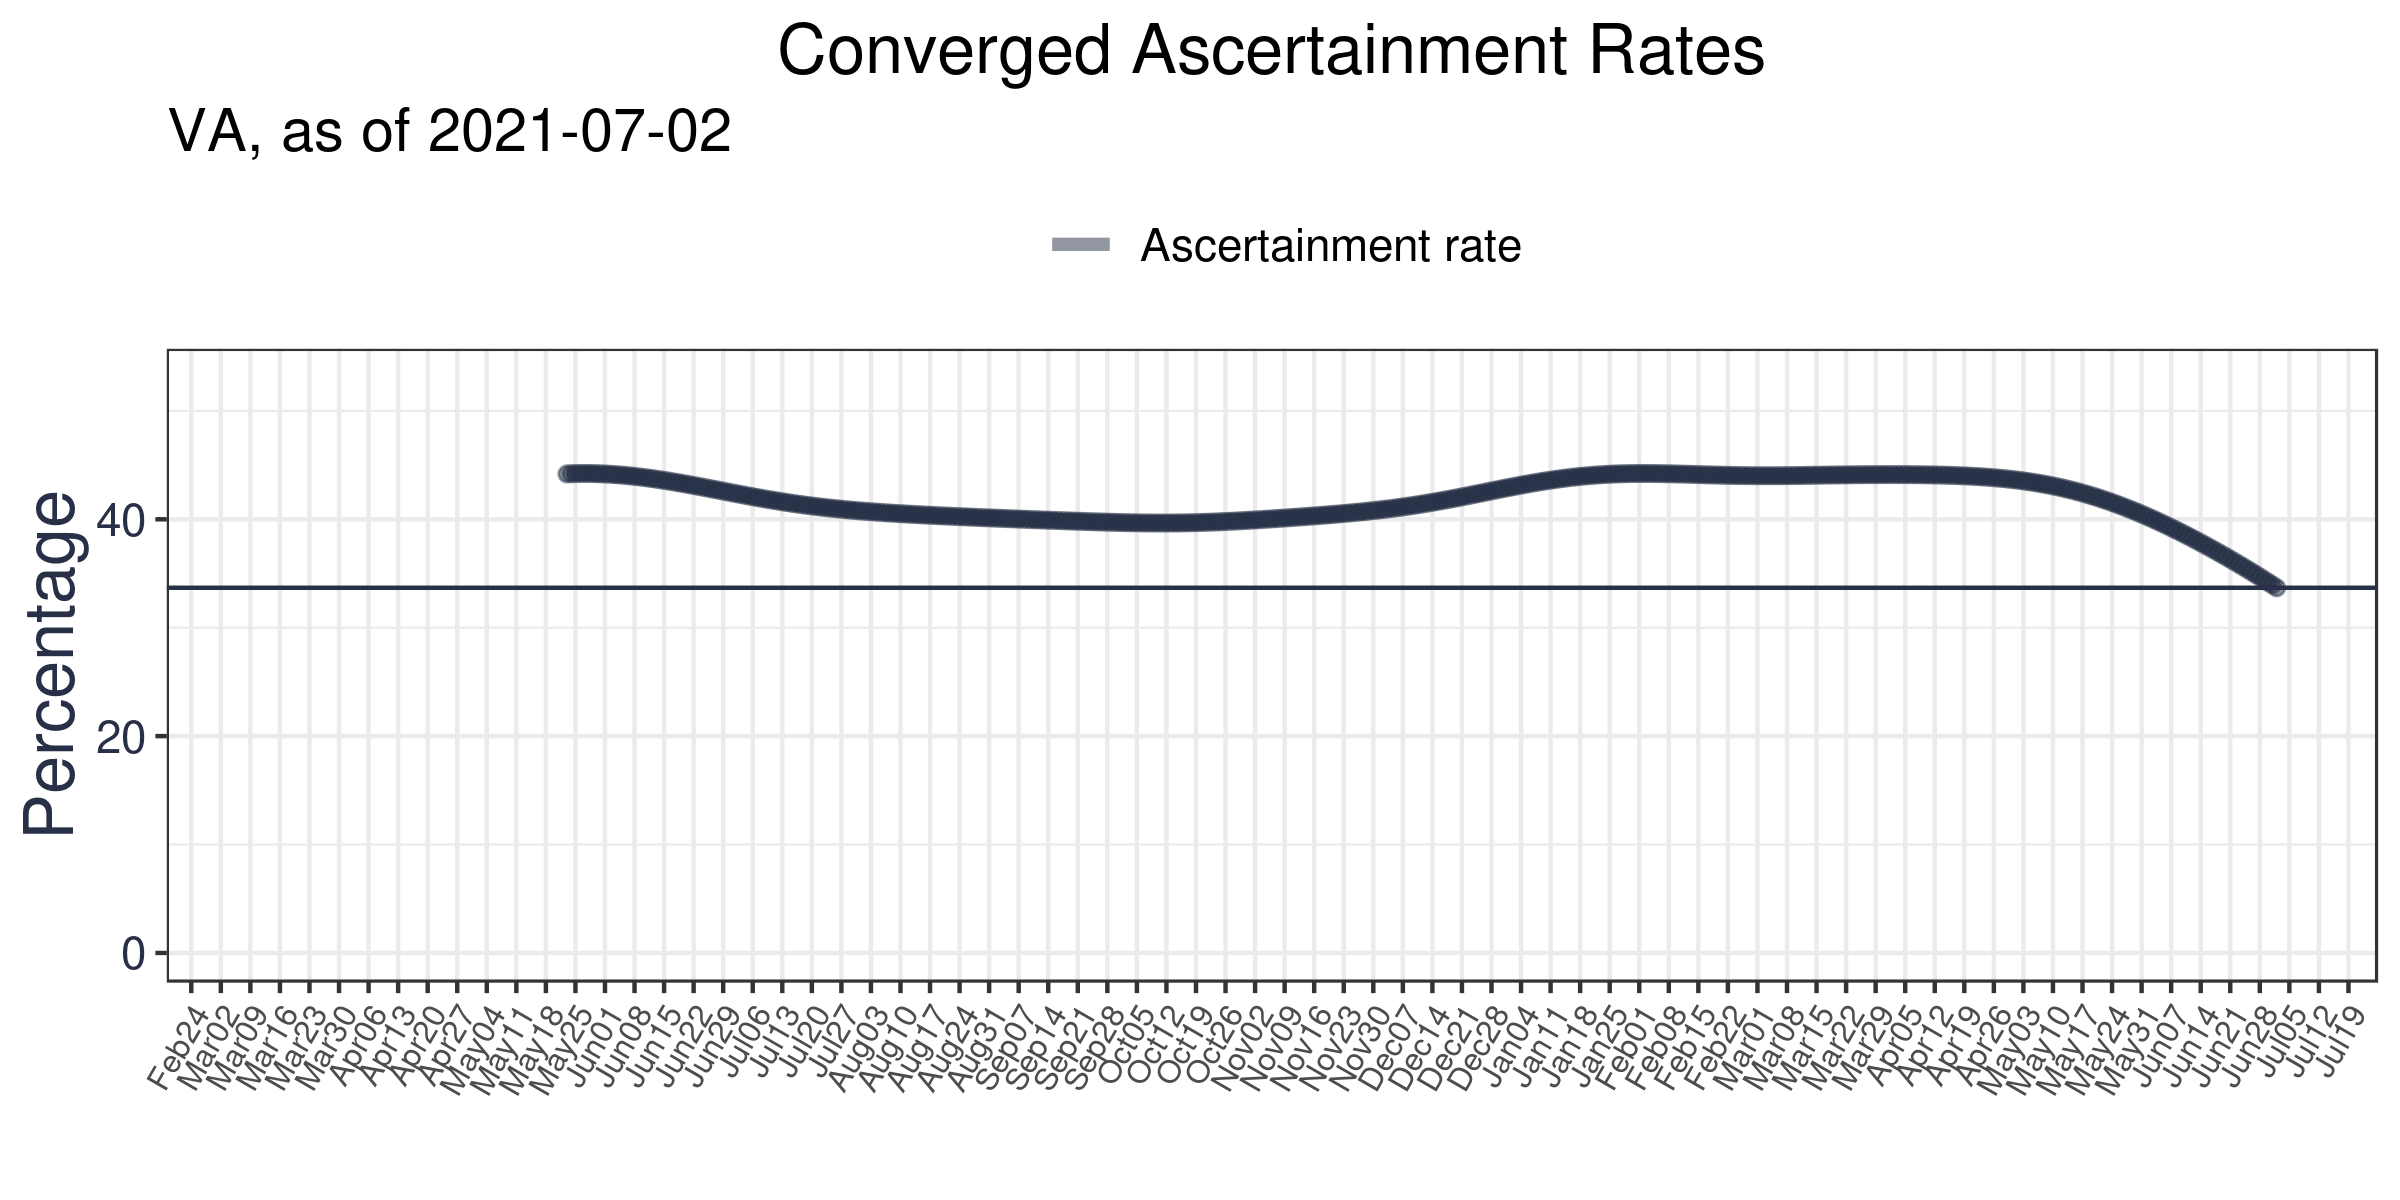 Converged Ascertainment Rates
VA, as of 2021-07-02
Ascertainment rate
Percentage
40
20
0
Feb24
Mar02
Mar09
Mar16
Mar23
Mar30
Apr06
Apr13
Apr20
Apr27
May04
May11
May18
May25
Jun01
Jun08
Jun15
Jun22
Jun29
Jul06
Jul13
Jul20
Jul27
Aug03
Aug10
Aug17
Aug24
Aug31
Sep07
Sep14
Sep21
Sep28
Oct05
Oct12
Oct19
Oct26
Nov02
Nov09
Nov16
Nov23
Nov30
Dec07
Dec14
Dec21
Dec28
Jan04
Jan11
Jan18
Jan25
Feb01
Feb08
Feb15
Feb22
Mar01
Mar08
Mar15
Mar22
Mar29
Apr05
Apr12
Apr19
Apr26
May03
May10
May17
May24
May31
Jun07
Jun14
Jun21
Jun28
Jul05
Jul12
Jul19